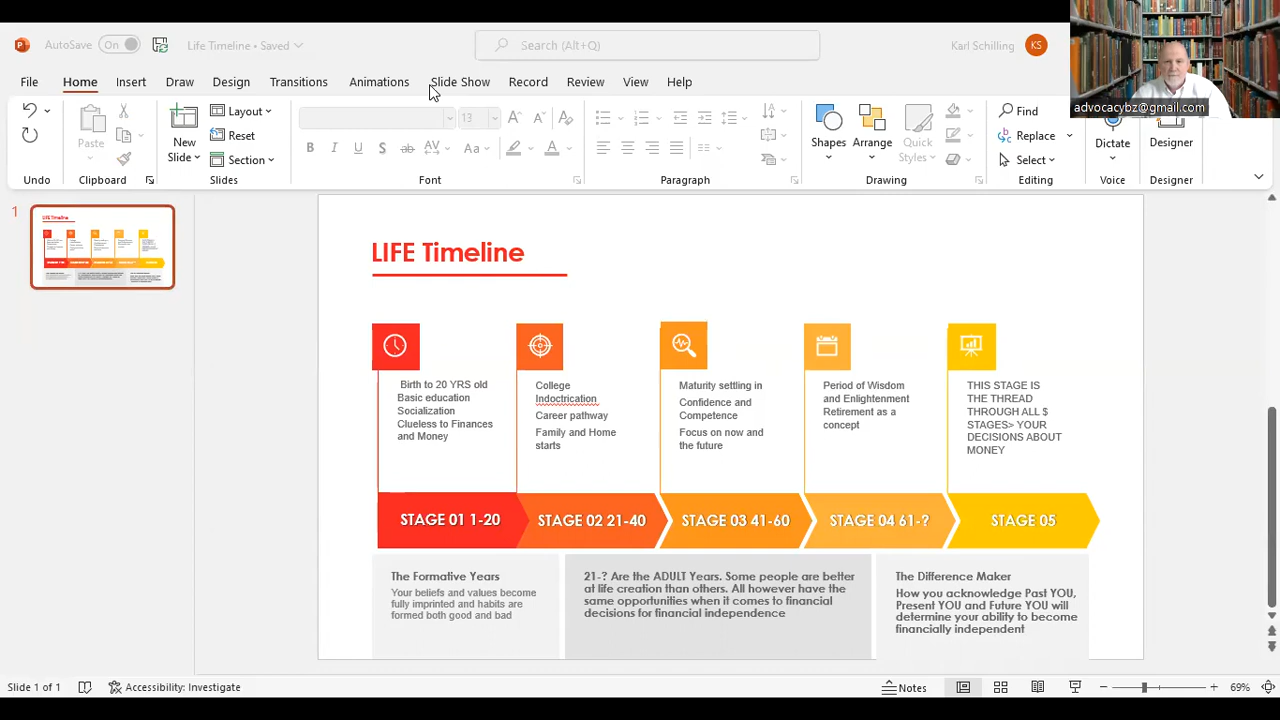 AutoSave On Life Timeline • Saved Search (Alt+Q) Karl Schilling KS
File Home Insert Draw Design Transitions Animations Slide Show Record Review View Help
advocacybz@gmail.com
Paste New Slide Layout Reset Section 13 Shapes Arrange Quick Styles Find Replace Select Dictate Designer
Undo Clipboard Slides Font Paragraph Drawing Editing Voice Designer
1
LIFE Timeline
Birth to 20 YRS old
Basic education
Socialization
Clueless to Finances
and Money
College
Indoctrication
Career pathway
Family and Home
starts
Maturity settling in
Confidence and
Competence
Focus on now and
the future
Period of Wisdom
and Enlightenment
Retirement as a
concept
THIS STAGE IS
THE THREAD
THROUGH ALL $
STAGES> YOUR
DECISIONS ABOUT
MONEY
STAGE 01 1-20
STAGE 02 21-40
STAGE 03 41-60
STAGE 04 61-?
STAGE 05
The Formative Years
Your beliefs and values become
fully imprinted and habits are
formed both good and bad
21-? Are the ADULT Years. Some people are better
at life creation than others. All however have the
same opportunities when it comes to financial
decisions for financial independence
The Difference Maker
How you acknowledge Past YOU,
Present YOU and Future YOU will
determine your ability to become
financially independent
Slide 1 of 1 Accessibility: Investigate Notes 69%